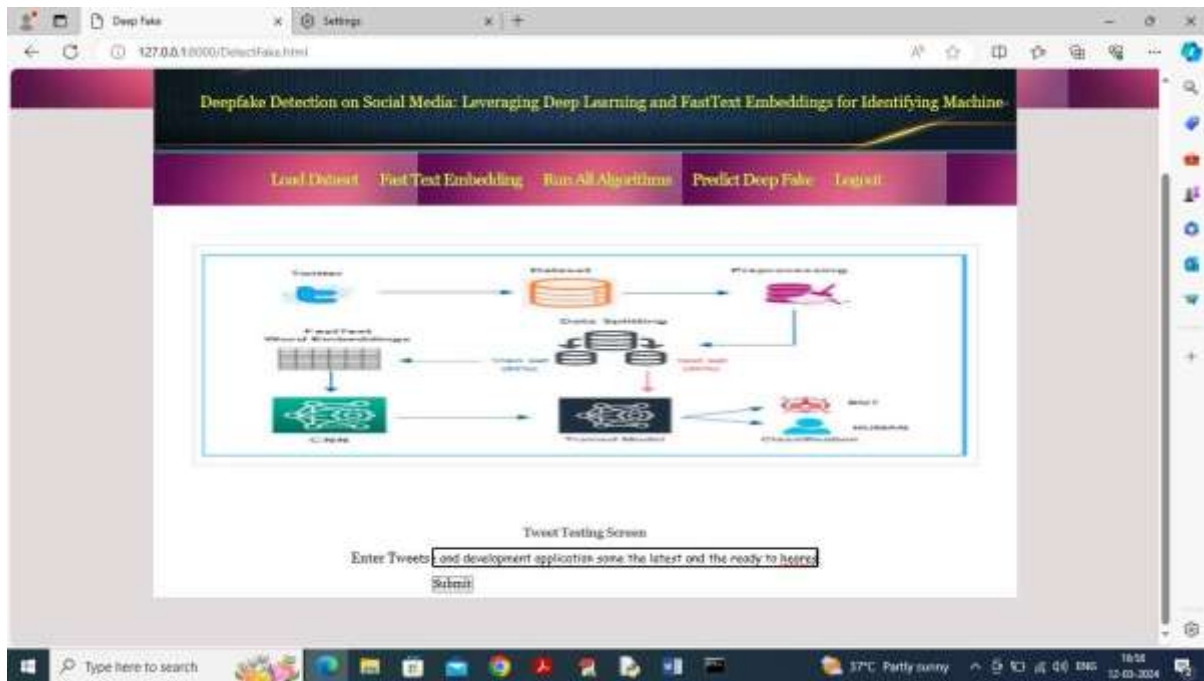 Deep Fake
Settings
127.0.0.1:8000/DetectFake.html
Deepfake Detection on Social Media: Leveraging Deep Learning and FastText Embeddings for Identifying Machine-
Load Dataset Fast Text Embedding Run All Algorithms Predict Deep Fake Logout
Twitter
Dataset
Preprocessing
Data Splitting
FastText
Word Embeddings
CNN
Trained Model
BOT
HUMAN
Classification
Tweet Testing Screen
Enter Tweets and development application some the latest and the ready to
Submit
Type here to search
37°C Partly sunny
ENG
16:58
12-03-2024